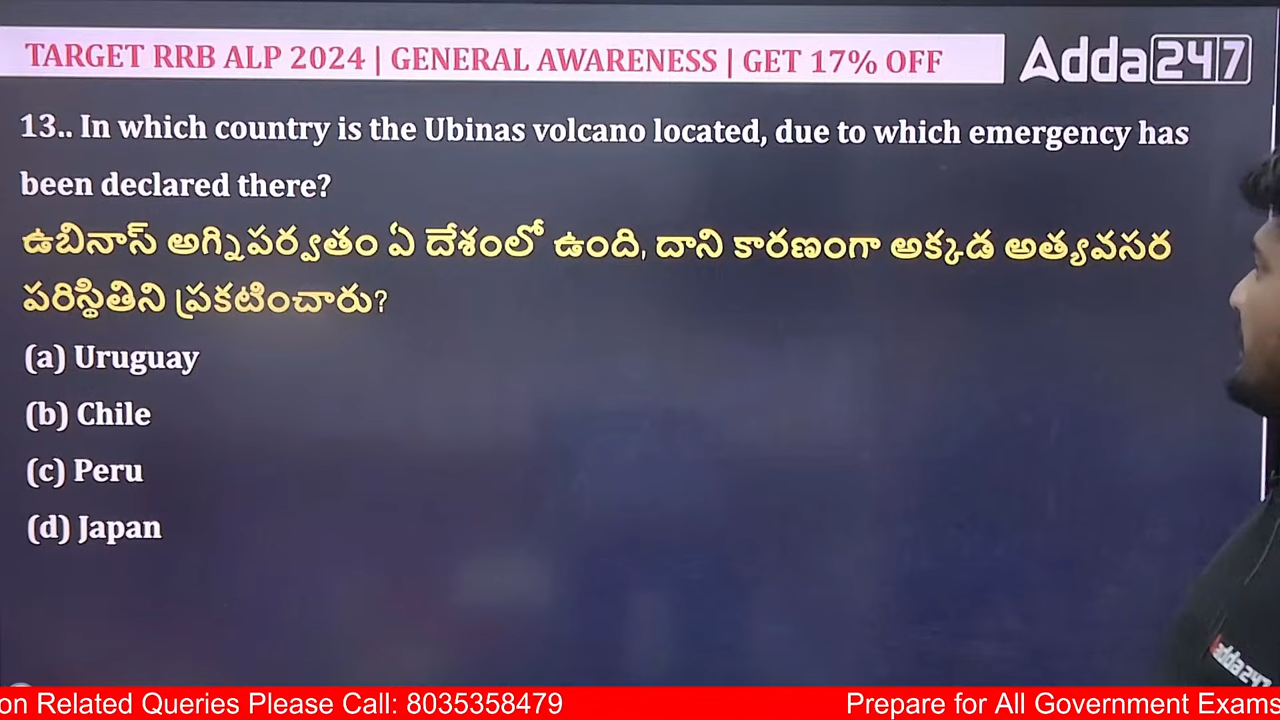 TARGET RRB ALP 2024 | GENERAL AWARENESS | GET 17% OFF
Adda247
13.. In which country is the Ubinas volcano located, due to which emergency has
been declared there?
ఉబినాస్ అగ్నిపర్వతం ఏ దేశంలో ఉంది, దాని కారణంగా అక్కడ అత్యవసర
పరిస్థితిని ప్రకటించారు?
(a) Uruguay
(b) Chile
(c) Peru
(d) Japan
adda247
on Related Queries Please Call: 8035358479 Prepare for All Government Exams